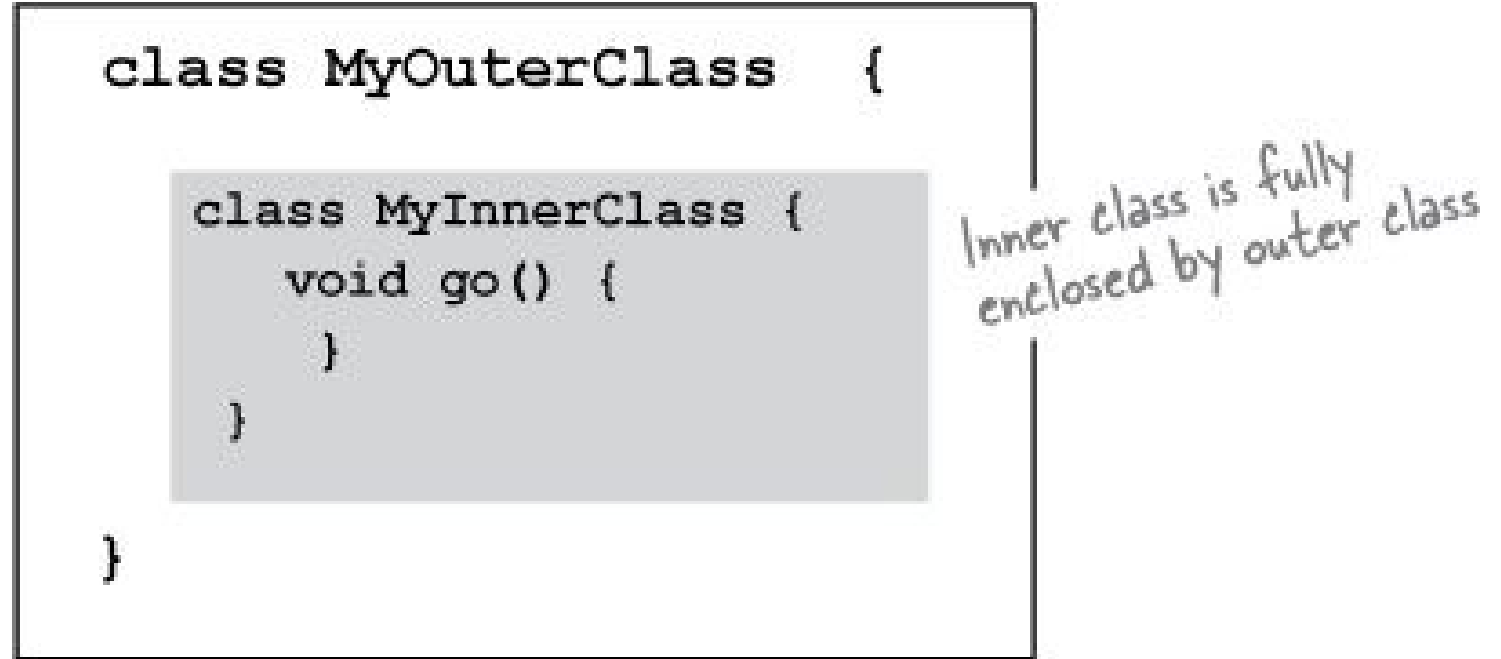 class MyOuterClass {
class MyInnerClass {
void go() {
}
}
}
Inner class is fully
enclosed by outer class